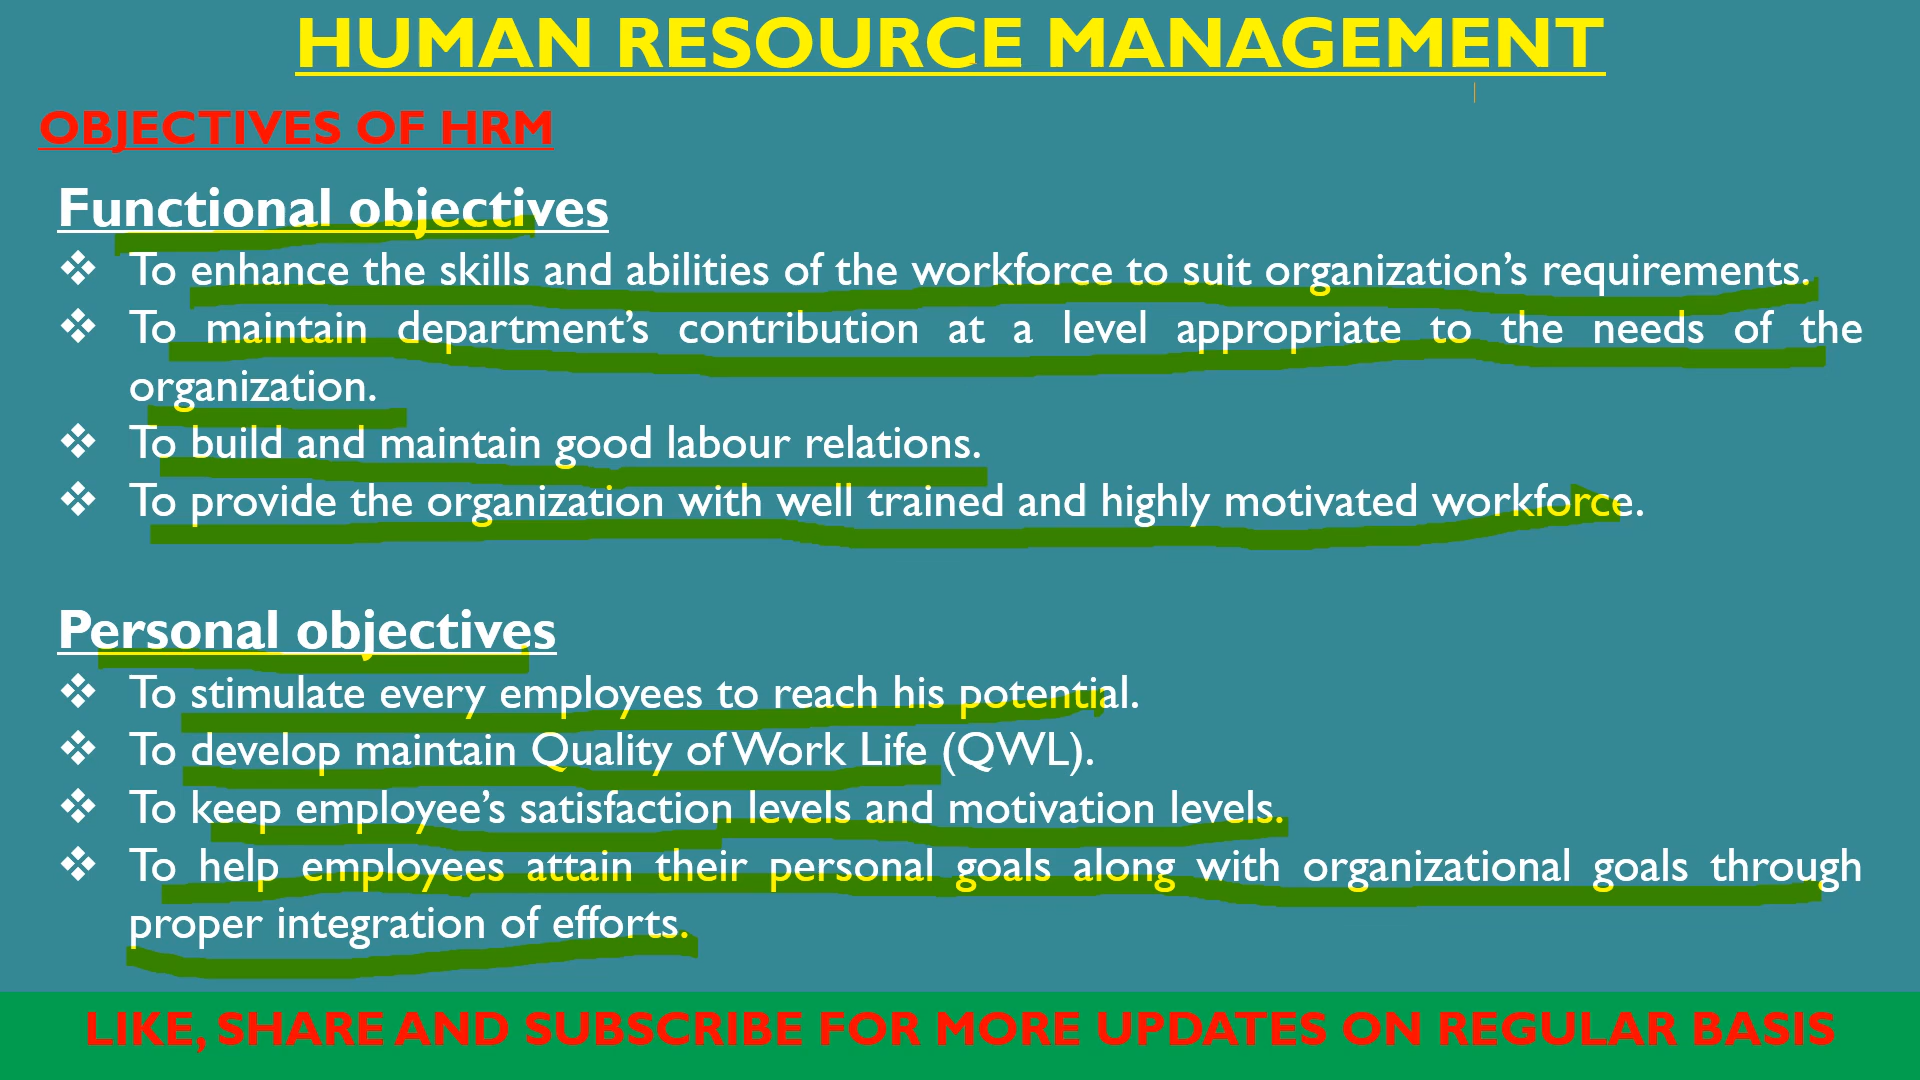 HUMAN RESOURCE MANAGEMENT
OBJECTIVES OF HRM
Functional objectives
❖ To enhance the skills and abilities of the workforce to suit organization’s requirements.
❖ To maintain department’s contribution at a level appropriate to the needs of the
organization.
❖ To build and maintain good labour relations.
❖ To provide the organization with well trained and highly motivated workforce.
Personal objectives
❖ To stimulate every employees to reach his potential.
❖ To develop maintain Quality of Work Life (QWL).
❖ To keep employee’s satisfaction levels and motivation levels.
❖ To help employees attain their personal goals along with organizational goals through
proper integration of efforts.
LIKE, SHARE AND SUBSCRIBE FOR MORE UPDATES ON REGULAR BASIS